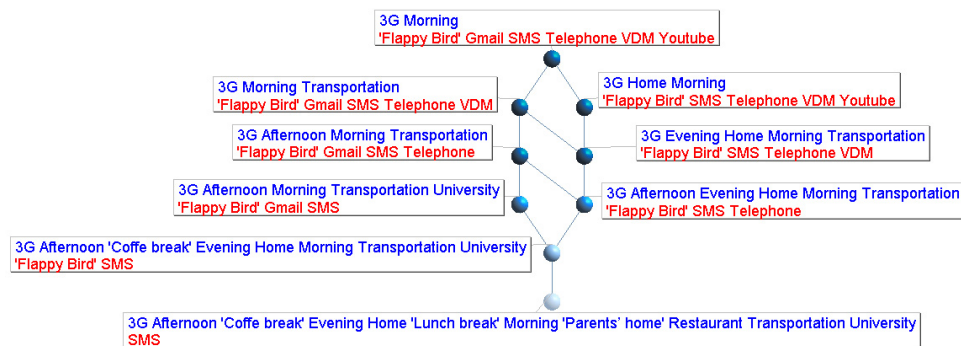 3G Morning
'Flappy Bird' Gmail SMS Telephone VDM Youtube
3G Morning Transportation
'Flappy Bird' Gmail SMS Telephone VDM
3G Home Morning
'Flappy Bird' SMS Telephone VDM Youtube
3G Afternoon Morning Transportation
'Flappy Bird' Gmail SMS Telephone
3G Evening Home Morning Transportation
'Flappy Bird' SMS Telephone VDM
3G Afternoon Morning Transportation University
'Flappy Bird' Gmail SMS
3G Afternoon Evening Home Morning Transportation
'Flappy Bird' SMS Telephone
3G Afternoon 'Coffe break' Evening Home Morning Transportation University
'Flappy Bird' SMS
3G Afternoon 'Coffe break' Evening Home 'Lunch break' Morning 'Parents’ home' Restaurant Transportation University
SMS